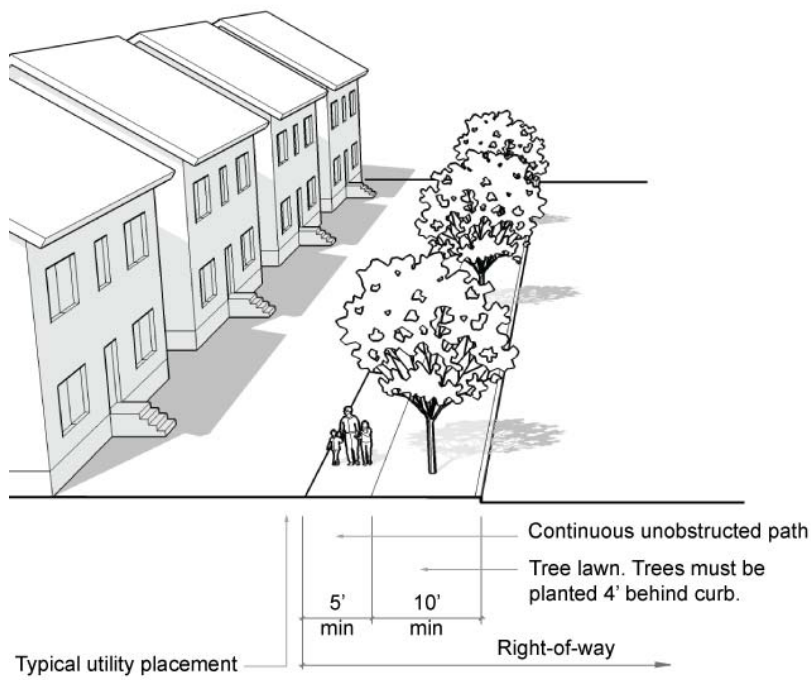 Continuous unobstructed path
Tree lawn. Trees must be
planted 4' behind curb.
5'
min
10'
min
Right-of-way
Typical utility placement